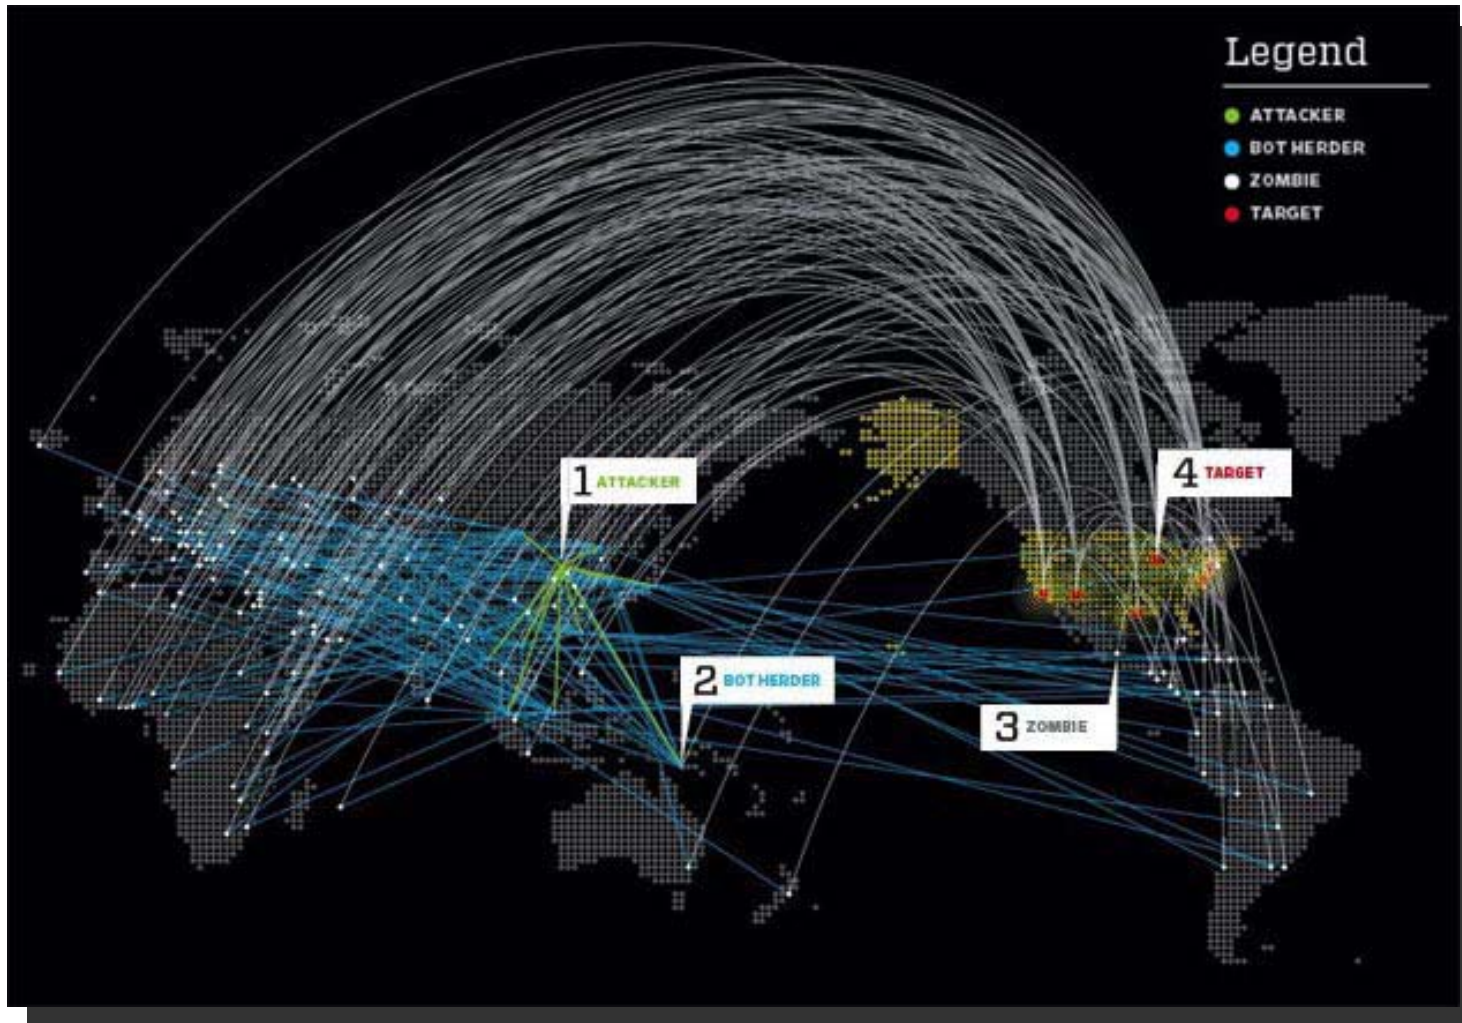 Legend
ATTACKER
BOT HERDER
ZOMBIE
TARGET
1 ATTACKER
4 TARGET
2 BOT HERDER
3 ZOMBIE